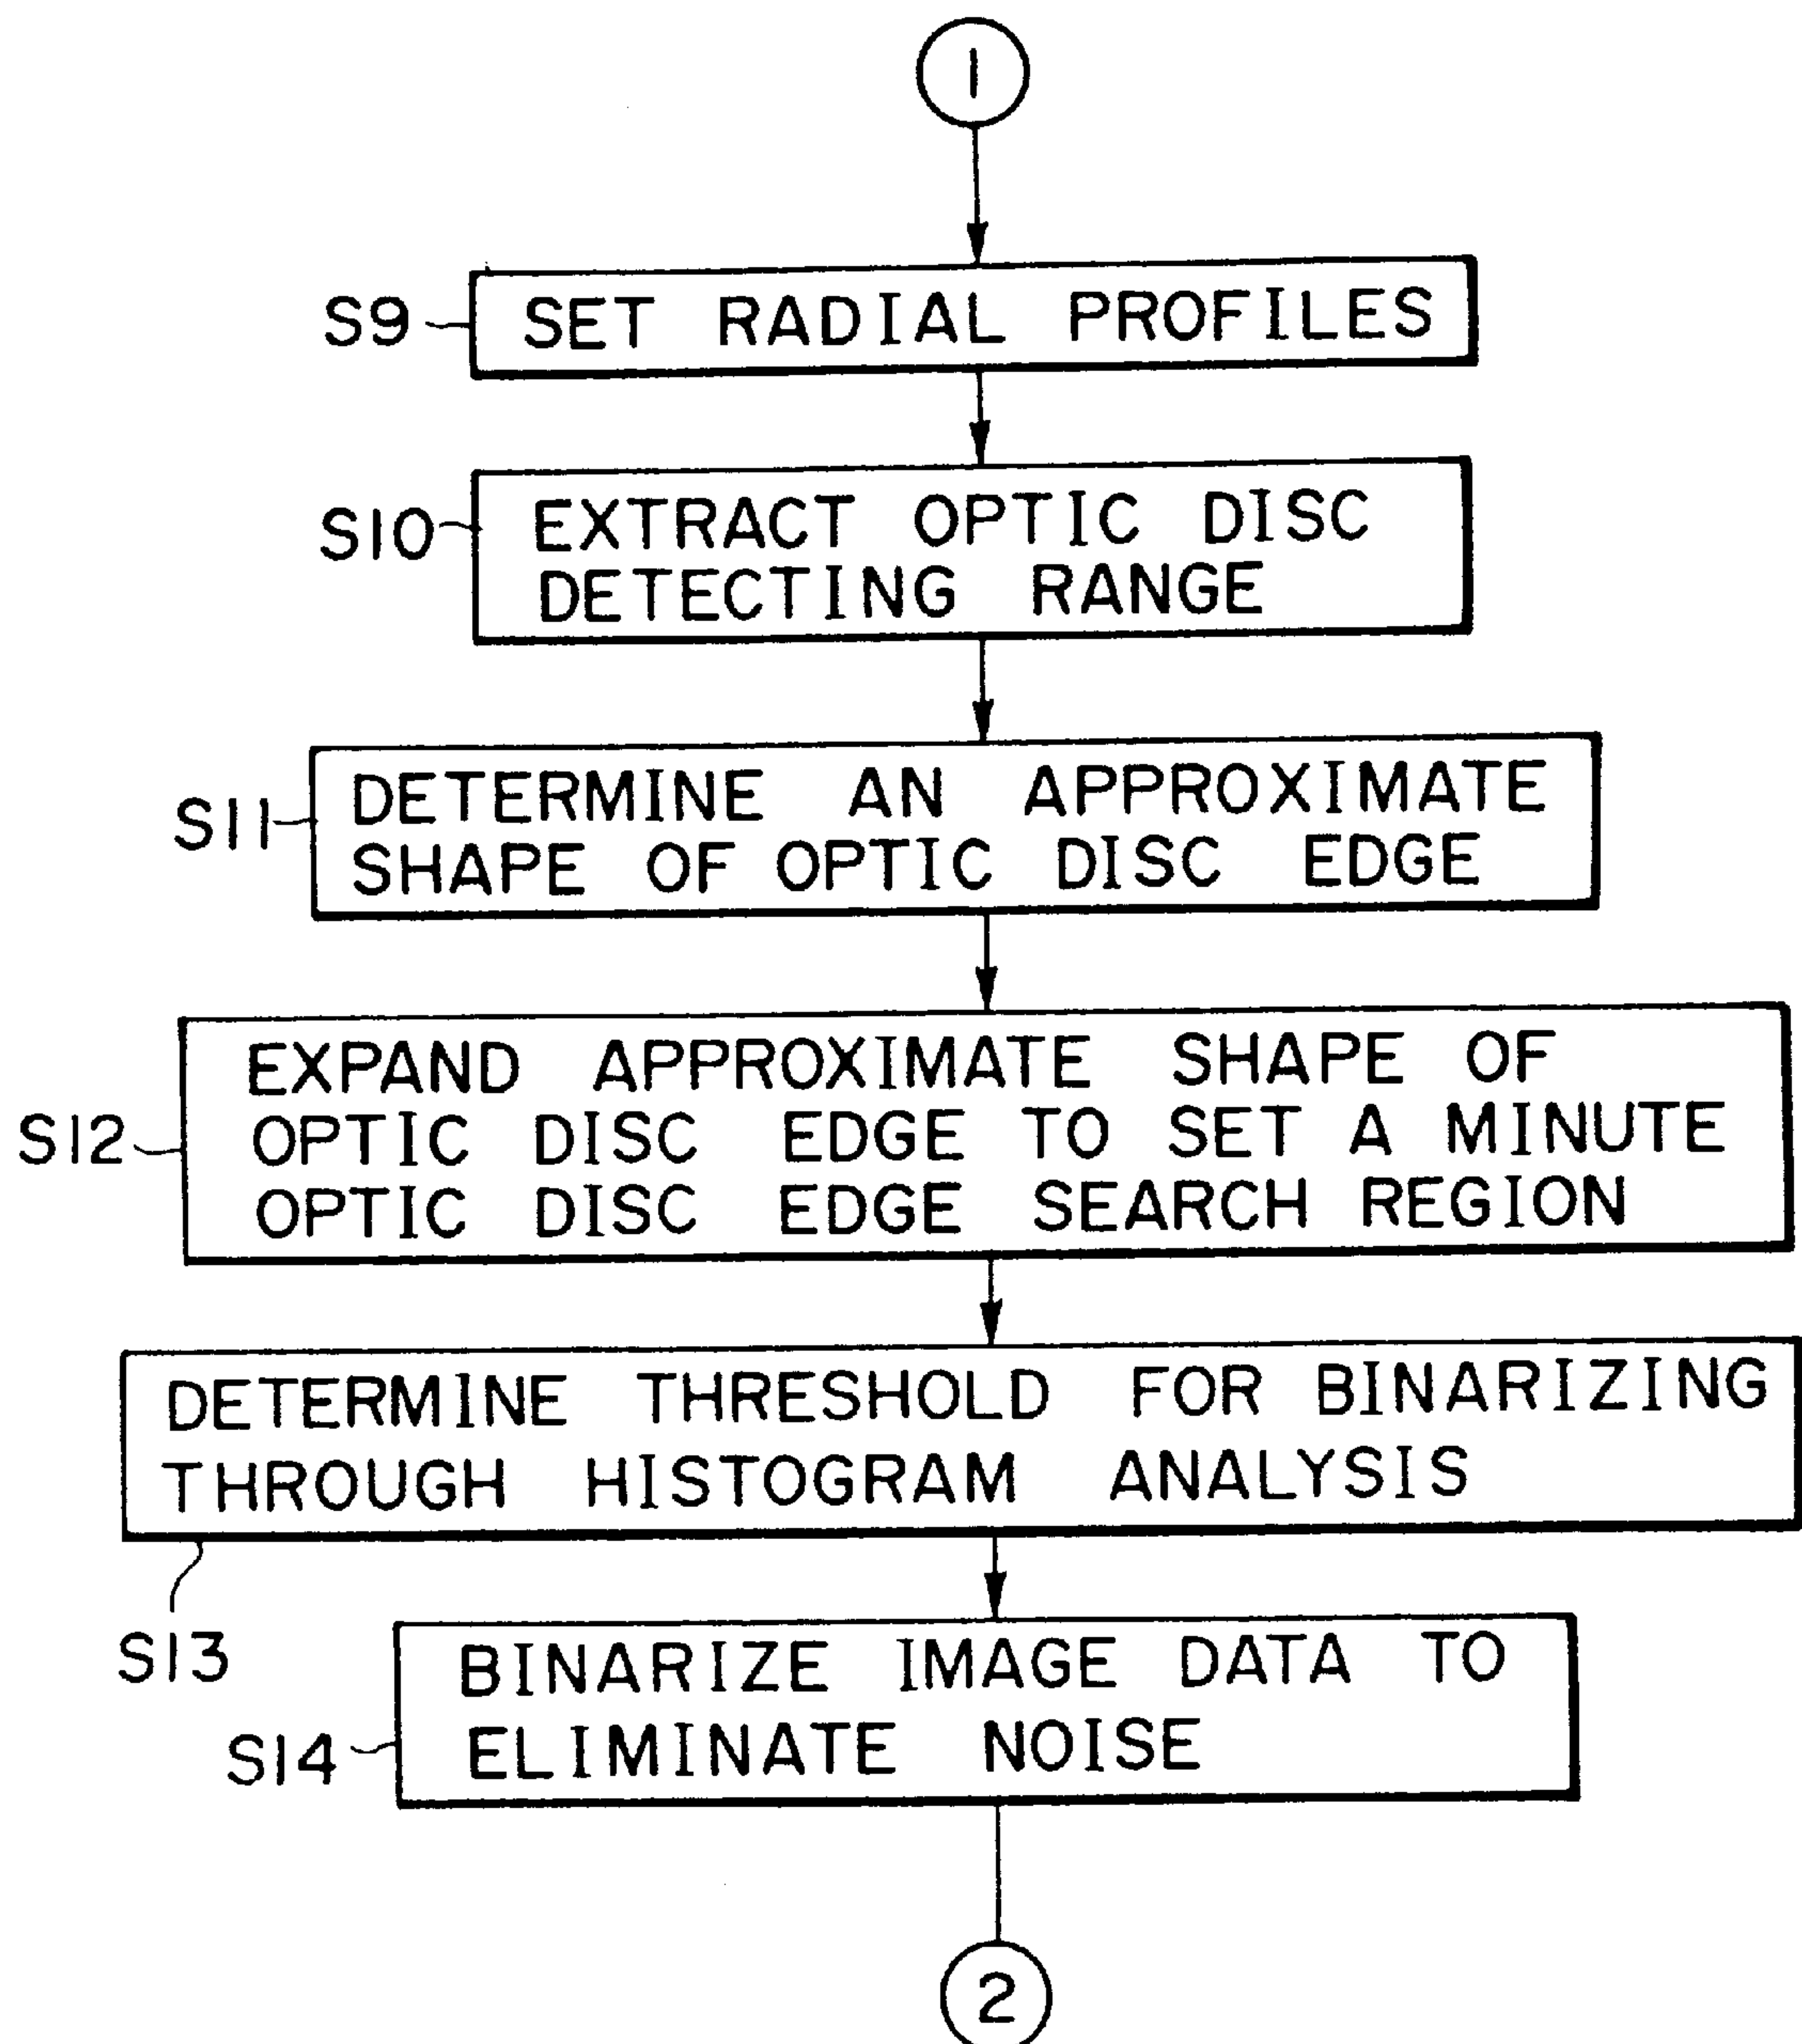 1
S9
SET RADIAL PROFILES
S10
EXTRACT OPTIC DISC
DETECTING RANGE
S11
DETERMINE AN APPROXIMATE
SHAPE OF OPTIC DISC EDGE
S12
EXPAND APPROXIMATE SHAPE OF
OPTIC DISC EDGE TO SET A MINUTE
OPTIC DISC EDGE SEARCH REGION
DETERMINE THRESHOLD FOR BINARIZING
THROUGH HISTOGRAM ANALYSIS
S13
BINARIZE IMAGE DATA TO
ELIMINATE NOISE
S14
2